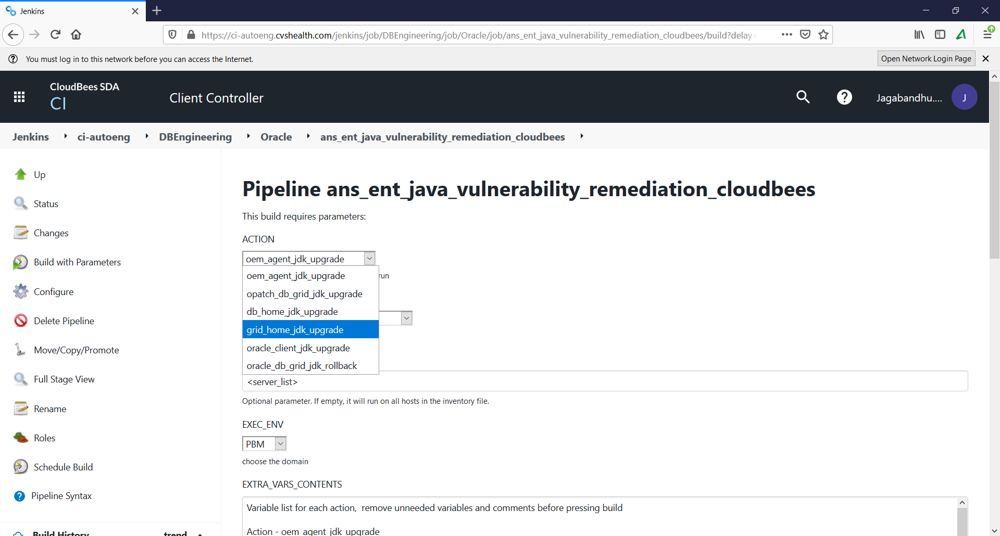 Jenkins
https://ci-autoeng.cvshealth.com/jenkins/job/DBEngineering/job/Oracle/job/ans_ent_java_vulnerability_remediation_cloudbees/build?delay=
You must log in to this network before you can access the Internet.
Open Network Login Page
CloudBees SDA
CI
Client Controller
Jagabandhu....
J
Jenkins
ci-autoeng
DBEngineering
Oracle
ans_ent_java_vulnerability_remediation_cloudbees
Up
Status
Changes
Build with Parameters
Configure
Delete Pipeline
Move/Copy/Promote
Full Stage View
Rename
Roles
Schedule Build
Pipeline Syntax
Build History
trend
Pipeline ans_ent_java_vulnerability_remediation_cloudbees
This build requires parameters:
ACTION
oem_agent_jdk_upgrade
oem_agent_jdk_upgrade
run
opatch_db_grid_jdk_upgrade
db_home_jdk_upgrade
grid_home_jdk_upgrade
oracle_client_jdk_upgrade
oracle_db_grid_jdk_rollback
<server_list>
Optional parameter. If empty, it will run on all hosts in the inventory file.
EXEC_ENV
PBM
choose the domain
EXTRA_VARS_CONTENTS
Variable list for each action,  remove unneeded variables and comments before pressing build
Action - oem_agent_jdk_upgrade